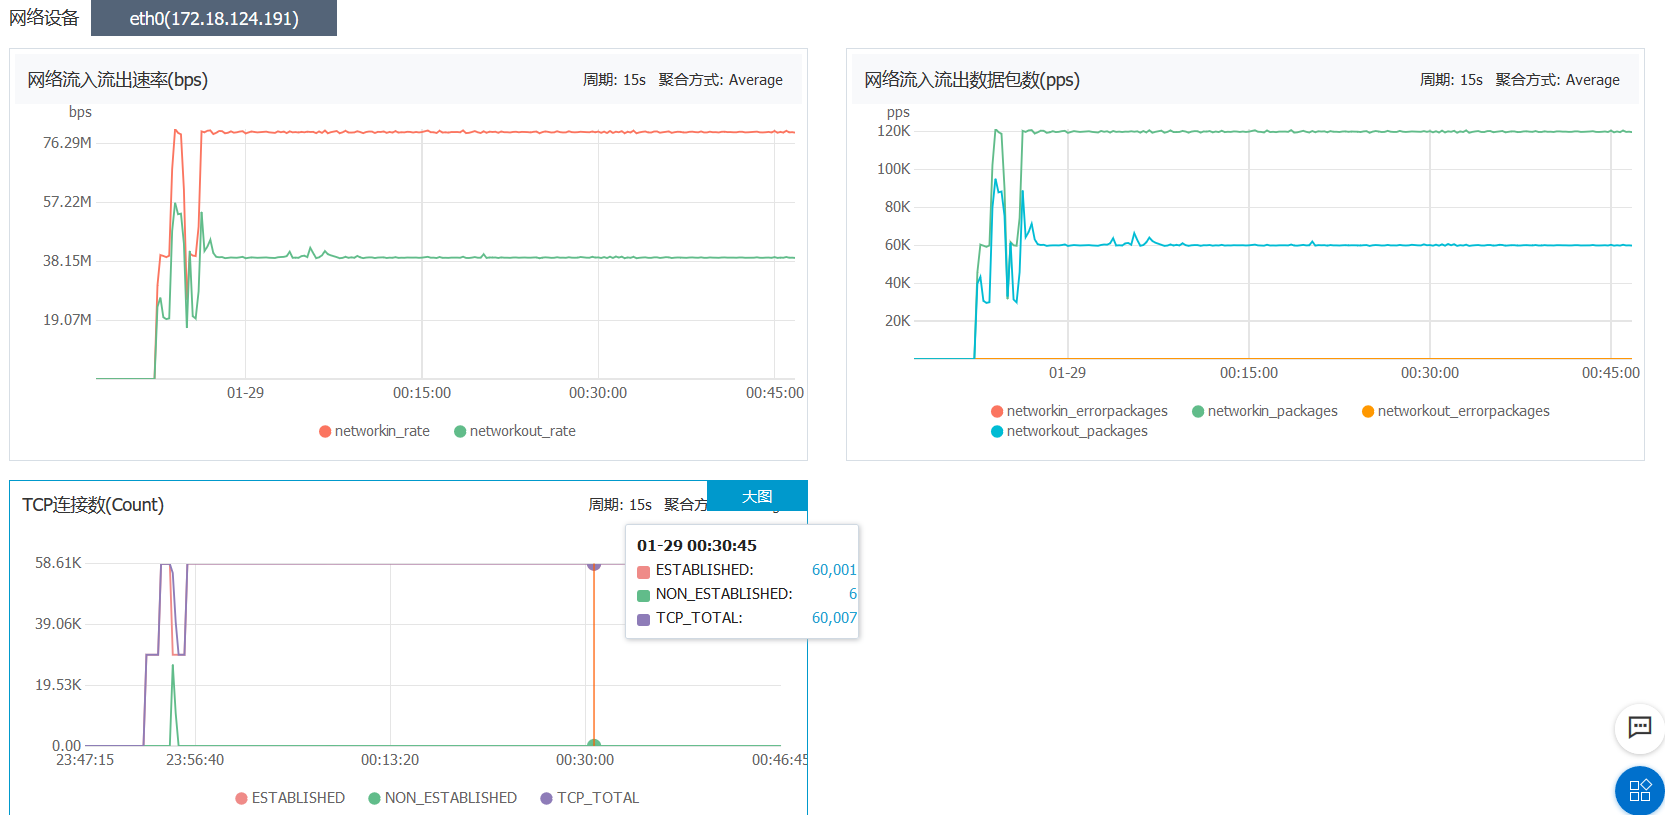 网络设备
eth0(172.18.124.191)
网络流入流出速率(bps)
周期: 15s 聚合方式: Average
bps
76.29M
57.22M
38.15M
19.07M
01-29
00:15:00
00:30:00
00:45:00
networkin_rate
networkout_rate
网络流入流出数据包数(pps)
周期: 15s 聚合方式: Average
pps
120K
100K
80K
60K
40K
20K
01-29
00:15:00
00:30:00
00:45:00
networkin_errorpackages
networkin_packages
networkout_errorpackages
networkout_packages
TCP连接数(Count)
周期: 15s 聚合方
大图
58.61K
39.06K
19.53K
0.00
23:47:15
23:56:40
00:13:20
00:30:00
00:46:45
01-29 00:30:45
ESTABLISHED: 60,001
NON_ESTABLISHED: 6
TCP_TOTAL: 60,007
ESTABLISHED
NON_ESTABLISHED
TCP_TOTAL